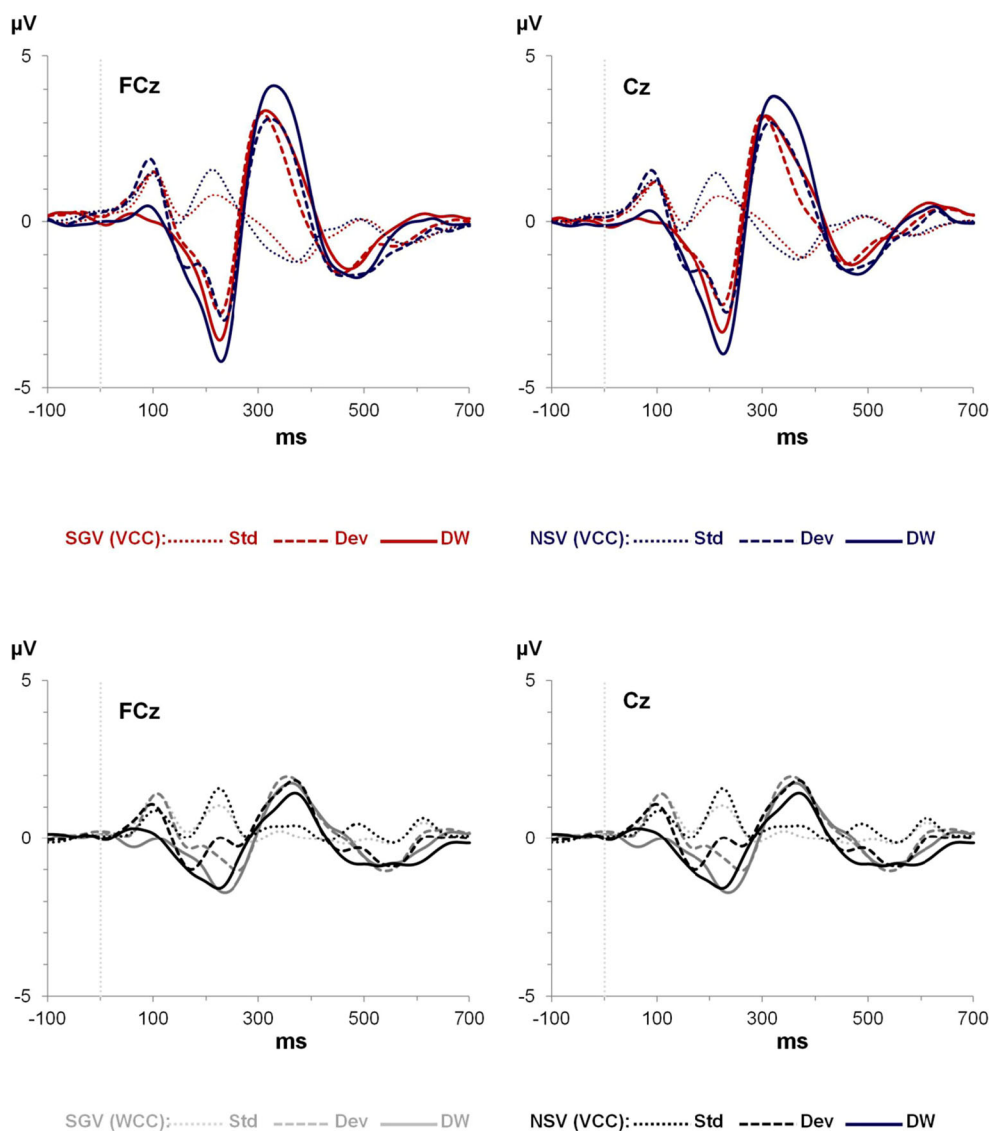 µV µV
5 5
FCz Cz
0 0
-5 -5
-100 100 300 500 700 -100 100 300 500 700
ms ms
SGV (VCC): Std Dev DW NSV (VCC): Std Dev DW
µV µV
5 5
FCz Cz
0 0
-5 -5
-100 100 300 500 700 -100 100 300 500 700
ms ms
SGV (WCC): Std Dev DW NSV (VCC): Std Dev DW